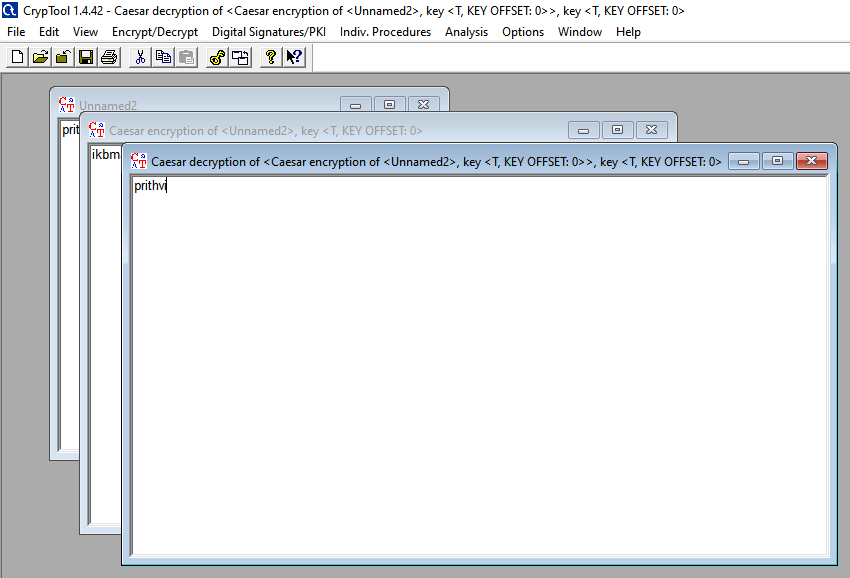 CrypTool 1.4.42 - Caesar decryption of <Caesar encryption of <Unnamed2>, key <T, KEY OFFSET: 0>>, key <T, KEY OFFSET: 0>
File Edit View Encrypt/Decrypt Digital Signatures/PKI Indiv. Procedures Analysis Options Window Help
Unnamed2
prit
Caesar encryption of <Unnamed2>, key <T, KEY OFFSET: 0>
ikbm
Caesar decryption of <Caesar encryption of <Unnamed2>, key <T, KEY OFFSET: 0>>, key <T, KEY OFFSET: 0>
prithvi